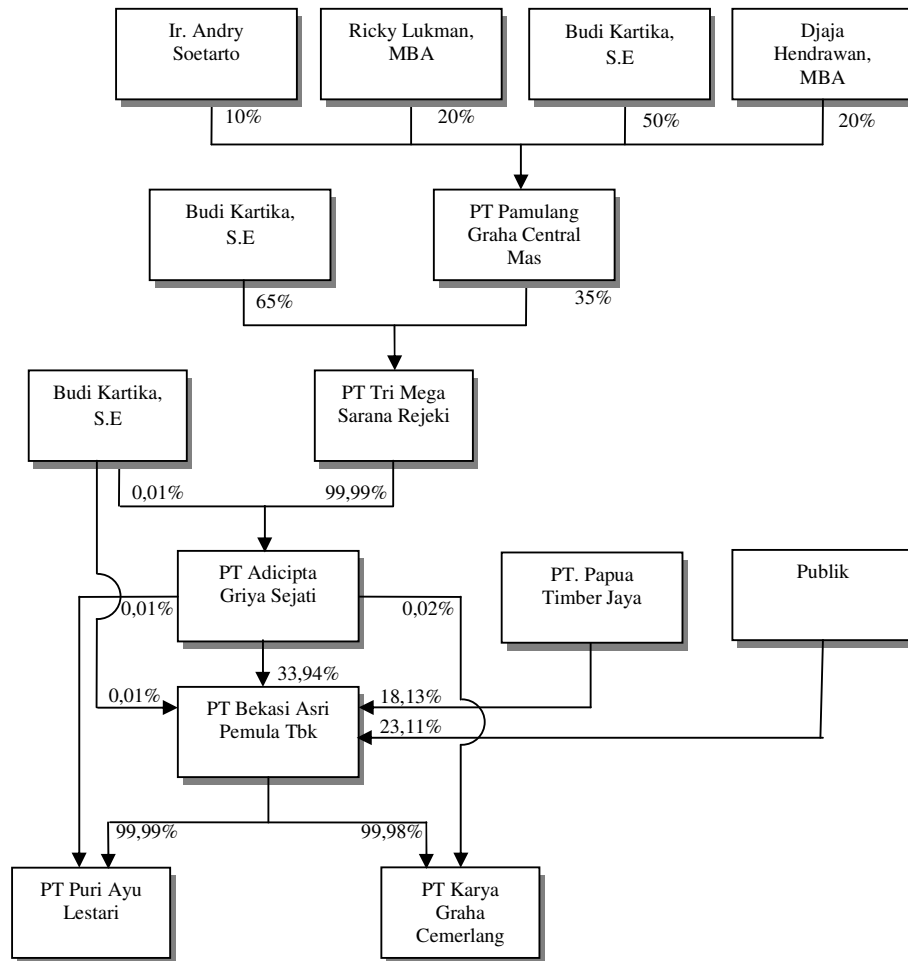 Ir. Andry
Soetarto
Ricky Lukman,
MBA
Budi Kartika,
S.E
Djaja
Hendrawan,
MBA
10%
20%
50%
20%
Budi Kartika,
S.E
PT Pamulang
Graha Central
Mas
65%
35%
Budi Kartika,
S.E
PT Tri Mega
Sarana Rejeki
0,01%
99,99%
PT Adicipta
Griya Sejati
PT. Papua
Timber Jaya
Publik
0,01%
0,02%
33,94%
0,01%
18,13%
PT Bekasi Asri
Pemula Tbk
23,11%
99,99%
99,98%
PT Puri Ayu
Lestari
PT Karya
Graha
Cemerlang